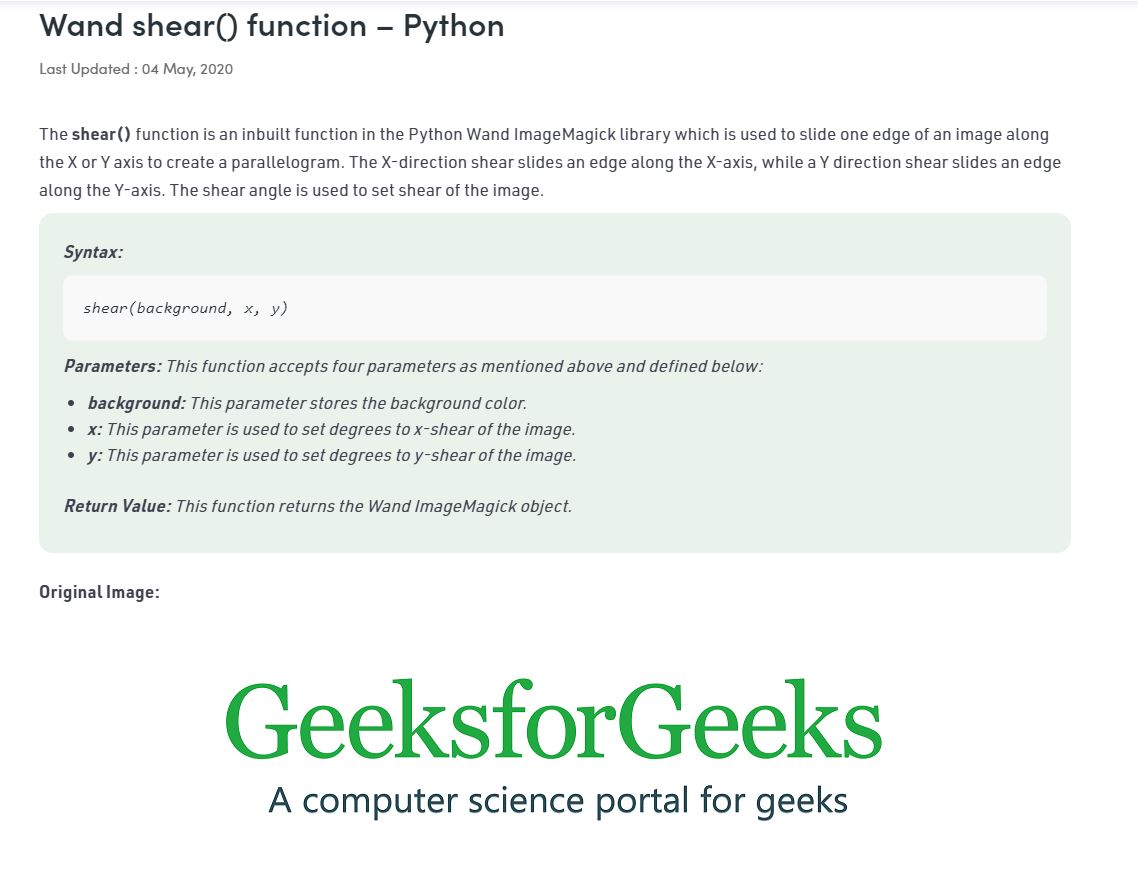 Wand shear() function – Python
Last Updated : 04 May, 2020
The shear() function is an inbuilt function in the Python Wand ImageMagick library which is used to slide one edge of an image along
the X or Y axis to create a parallelogram. The X-direction shear slides an edge along the X-axis, while a Y direction shear slides an edge
along the Y-axis. The shear angle is used to set shear of the image.
Syntax:
shear(background, x, y)
Parameters: This function accepts four parameters as mentioned above and defined below:
• background: This parameter stores the background color.
• x: This parameter is used to set degrees to x-shear of the image.
• y: This parameter is used to set degrees to y-shear of the image.
Return Value: This function returns the Wand ImageMagick object.
Original Image:
GeeksforGeeks
A computer science portal for geeks